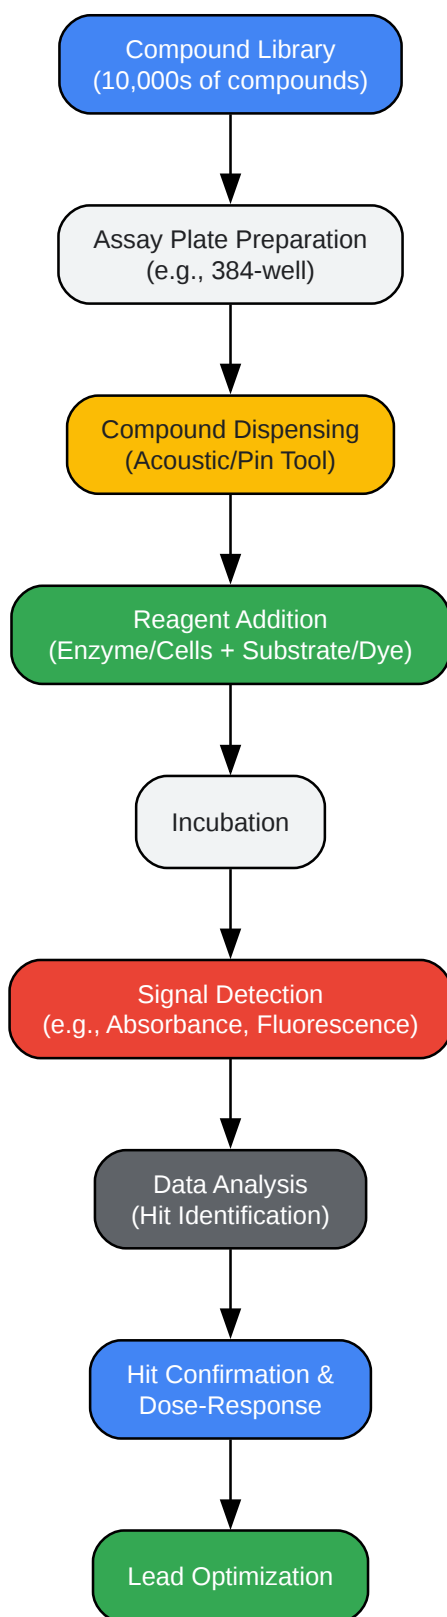 Compound Library
(10,000s of compounds)
Assay Plate Preparation
(e.g., 384-well)
Compound Dispensing
(Acoustic/Pin Tool)
Reagent Addition
(Enzyme/Cells + Substrate/Dye)
Incubation
Signal Detection
(e.g., Absorbance, Fluorescence)
Data Analysis
(Hit Identification)
Hit Confirmation &
Dose-Response
Lead Optimization